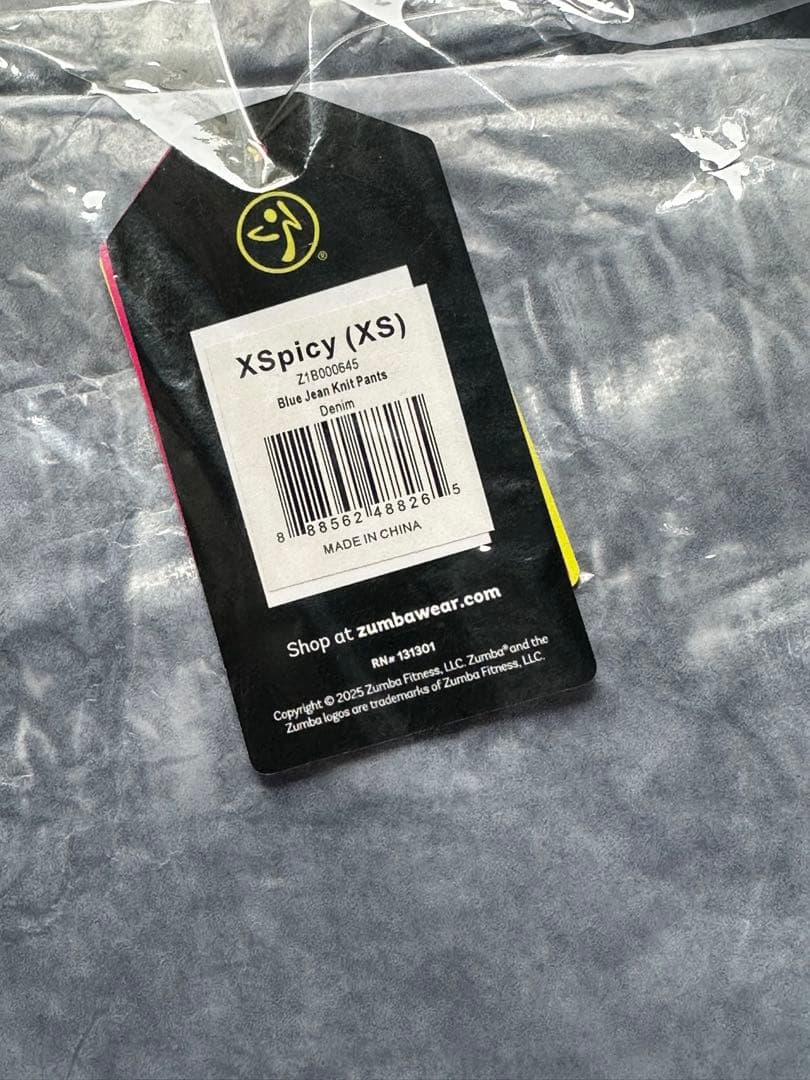 ®
XSpicy (XS)
Z1B000645
Blue Jean Knit Pants
Denim
8 88562 48826 5
MADE IN CHINA
Shop at zumbawear.com
RN# 131301
Copyright © 2025 Zumba Fitness, LLC. Zumba® and the
Zumba logos are trademarks of Zumba Fitness, LLC.